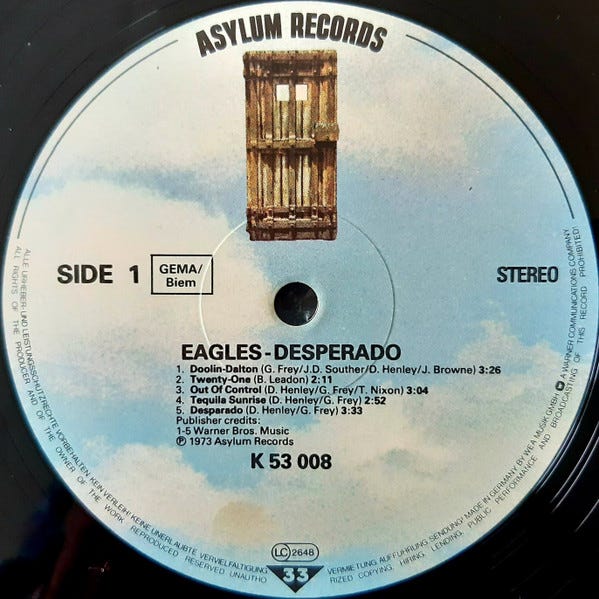 ASYLUM RECORDS
SIDE 1
GEMA/
Biem
STEREO
EAGLES - DESPERADO
1. Doolin-Dalton (G. Frey/J.D. Souther/D. Henley/J. Browne) 3:26
2. Twenty-One (B. Leadon) 2:11
3. Out Of Control (D. Henley/G. Frey/T. Nixon) 3:04
4. Tequila Sunrise (D. Henley/G. Frey) 2:52
5. Desparado (D. Henley/G. Frey) 3:33
Publisher credits:
1-5 Warner Bros. Music
℗ 1973 Asylum Records
K 53 008
LC 2648
33
ALLE URHEBER- UND LEISTUNGSSCHUTZRECHTE VORBEHALTEN · KEIN VERLEIH! KEINE UNERLAUBTE VERVIELFÄLTIGUNG, VERMIETUNG, AUFFÜHRUNG, SENDUNG! MADE IN GERMANY BY WEA MUSIK GMBH A WARNER COMMUNICATIONS COMPANY
ALL RIGHTS OF THE PRODUCER AND OF THE OWNER OF THE WORK REPRODUCED RESERVED UNAUTHORIZED COPYING, HIRING, LENDING, PUBLIC PERFORMANCE AND BROADCASTING OF THIS RECORD PROHIBITED!